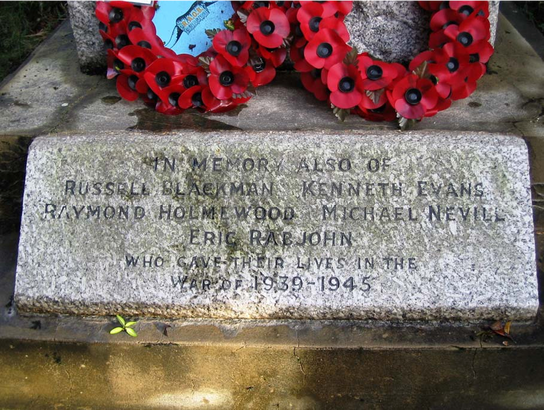 IN MEMORY ALSO OF
RUSSELL BLACKMAN KENNETH EVANS
RAYMOND HOLMEWOOD MICHAEL NEVILL
ERIC RABJOHN
WHO GAVE THEIR LIVES IN THE
WAR OF 1939-1945